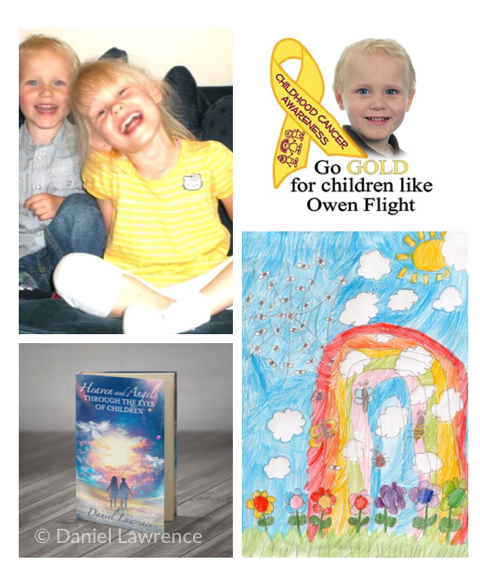 CHILDHOOD CANCER
AWARENESS
Go GOLD
for children like
Owen Flight
Heaven and Angels
THROUGH THE EYES
OF CHILDREN
Daniel Lawrence
© Daniel Lawrence